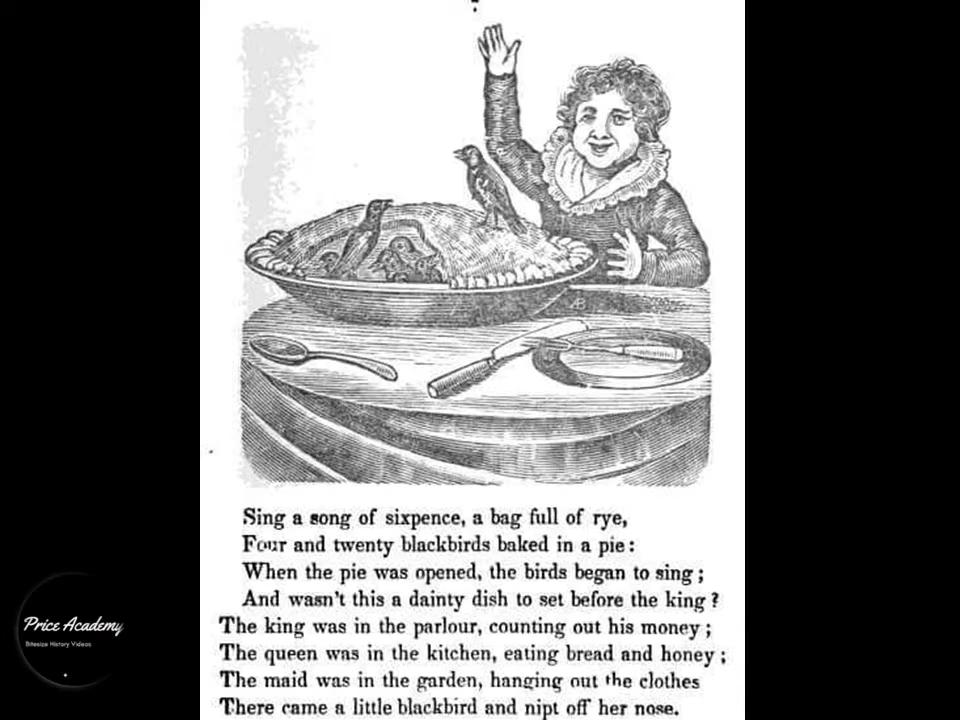 Sing a song of sixpence, a bag full of rye,
Four and twenty blackbirds baked in a pie:
When the pie was opened, the birds began to sing;
And wasn't this a dainty dish to set before the king?
The king was in the parlour, counting out his money;
The queen was in the kitchen, eating bread and honey;
The maid was in the garden, hanging out the clothes
There came a little blackbird and nipt off her nose.
Price Academy
Bitesize History Videos
AB